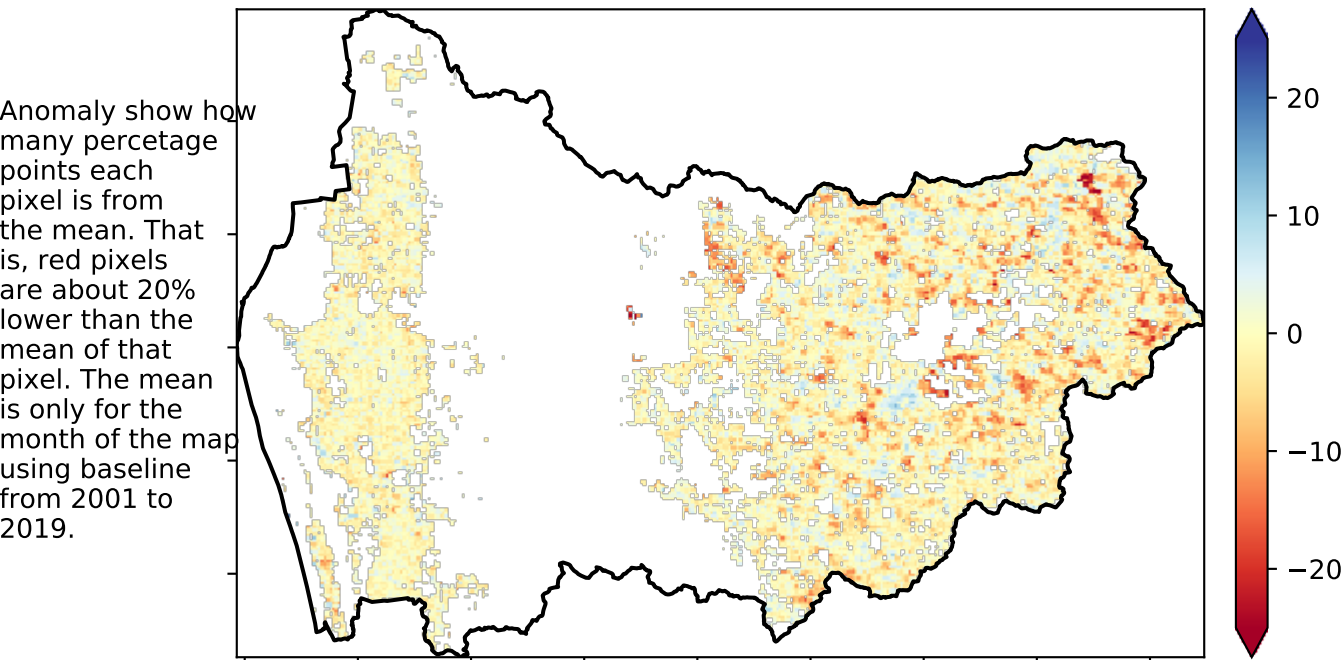 Anomaly show how
many percetage
points each
pixel is from
the mean. That
is, red pixels
are about 20%
lower than the
mean of that
pixel. The mean
is only for the
month of the map
using baseline
from 2001 to
2019.
20
10
0
−10
−20